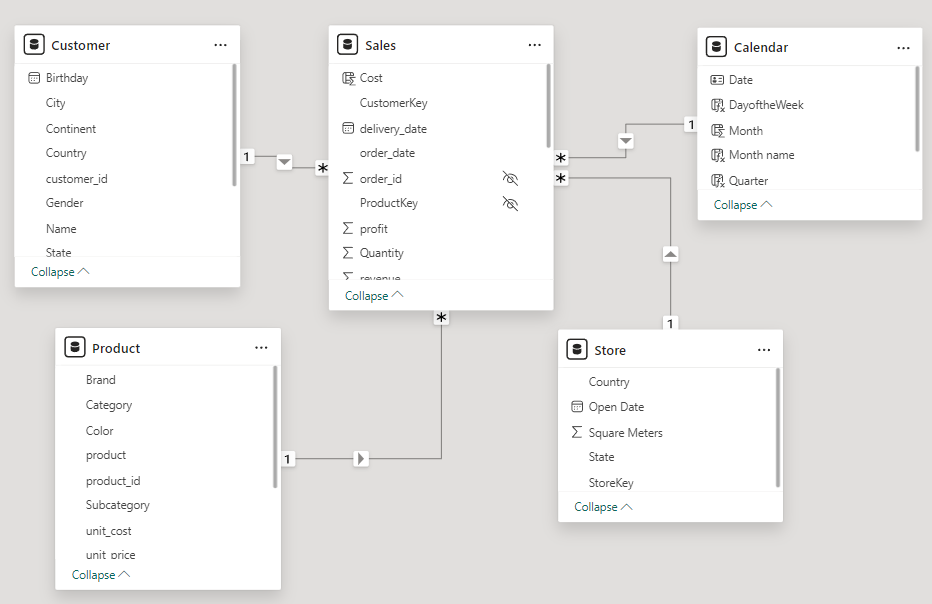 Customer
Birthday
City
Continent
Country
customer_id
Gender
Name
State
Collapse
1
*
Sales
Cost
CustomerKey
delivery_date
order_date
order_id
ProductKey
profit
Quantity
revenue
Collapse
*
*
*
1
1
Calendar
Date
DayoftheWeek
Month
Month name
Quarter
Collapse
Product
Brand
Category
Color
product
product_id
Subcategory
unit_cost
unit_price
Collapse
1
Store
Country
Open Date
Square Meters
State
StoreKey
Collapse